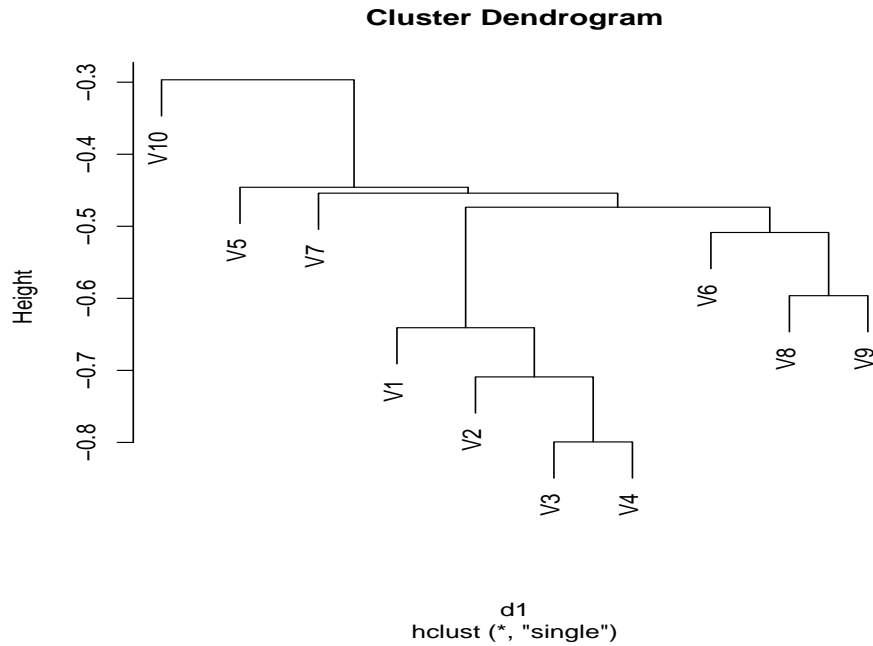 Cluster Dendrogram
Height
−0.3
−0.4
−0.5
−0.6
−0.7
−0.8
V10
V5
V7
V1
V2
V3
V4
V6
V8
V9
d1
hclust (*, "single")